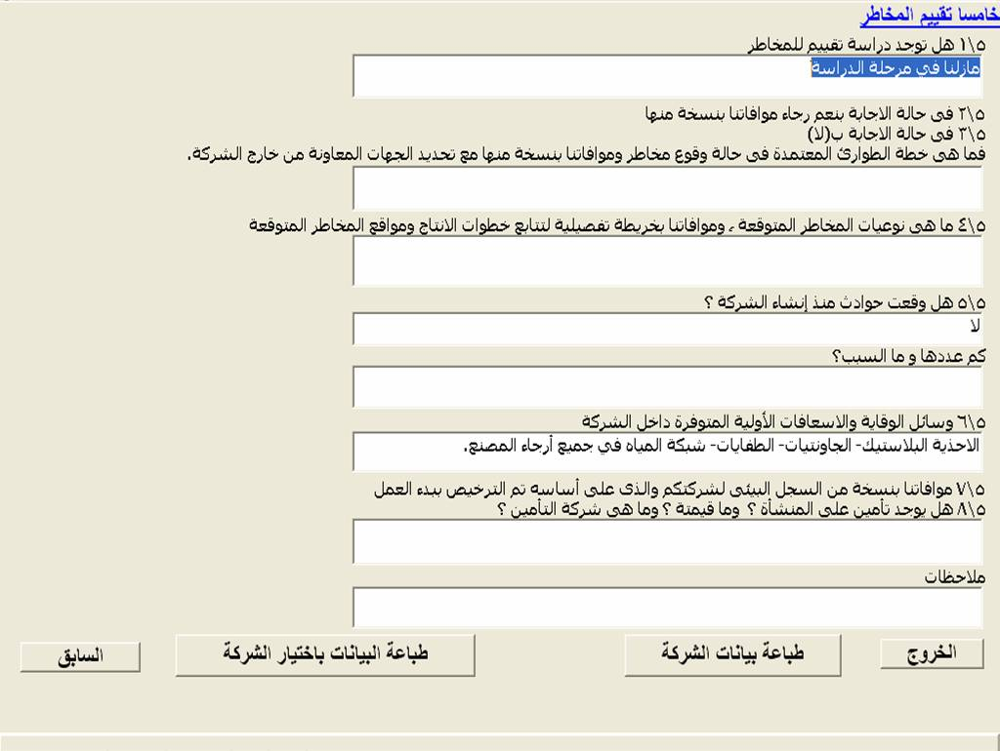 خامسا تقييم المخاطر
٥\١ هل توجد دراسة تقييم للمخاطر
مازلنا في مرحلة الدراسة
٥\٢ فى حالة الاجابة بنعم رجاء موافاتنا بنسخة منها
٥\٣ فى حالة الاجابة ب(لا)
فما هى خطة الطوارئ المعتمدة فى حالة وقوع مخاطر وموافاتنا بنسخة منها مع تحديد الجهات المعاونة من خارج الشركة.
٥\٤ ما هى نوعيات المخاطر المتوقعة ، وموافاتنا بخريطة تفصيلية لتتابع خطوات الانتاج ومواقع المخاطر المتوقعة
٥\٥ هل وقعت حوادث منذ إنشاء الشركة ؟
لا
كم عددها و ما السبب؟
٥\٦ وسائل الوقاية والاسعافات الأولية المتوفرة داخل الشركة
الاحذية البلاستيك- الجاونتيات- الطفايات- شبكة المياه في جميع أرجاء المصنع.
٥\٧ موافاتنا بنسخة من السجل البيئى لشركتكم والذى على أساسه تم الترخيص ببدء العمل
٥\٨ هل يوجد تأمين على المنشأة ؟ وما قيمتة ؟ وما هى شركة التأمين ؟
ملاحظات
الخروج
طباعة بيانات الشركة
طباعة البيانات باختيار الشركة
السابق